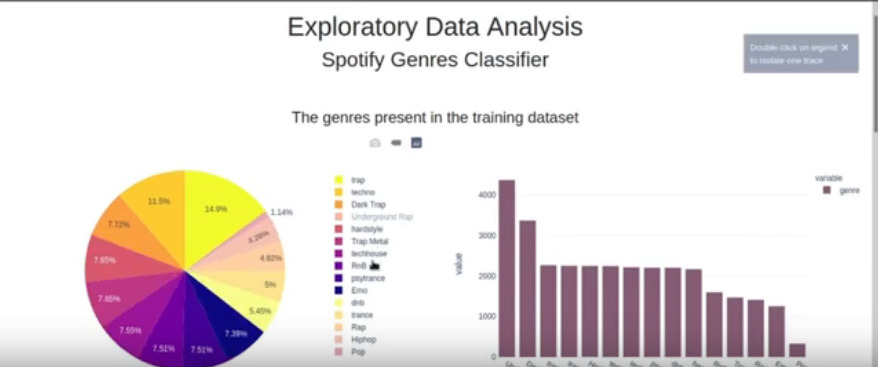 Exploratory Data Analysis
Spotify Genres Classifier
Double-click on legend ×
to isolate one trace
The genres present in the training dataset
14.9%
11.5%
7.72%
7.65%
7.65%
7.55%
7.51%
7.51%
7.39%
5.45%
5%
4.82%
4.26%
1.14%
trap
techno
Dark Trap
Underground Rap
hardstyle
Trap Metal
techhouse
RnB
psytrance
Emo
dnb
trance
Rap
Hiphop
Pop
value
4000
3000
2000
1000
0
variable
genre